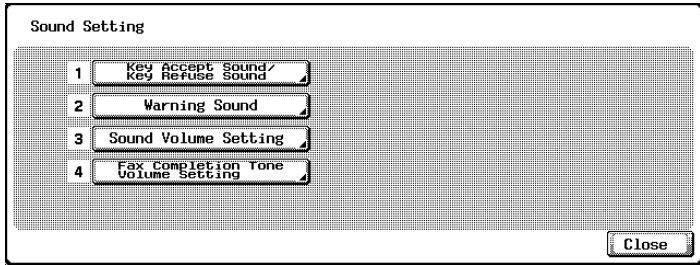 Sound Setting
1 Key Accept Sound/
Key Refuse Sound
2 Warning Sound
3 Sound Volume Setting
4 Fax Completion Tone
Volume Setting
Close